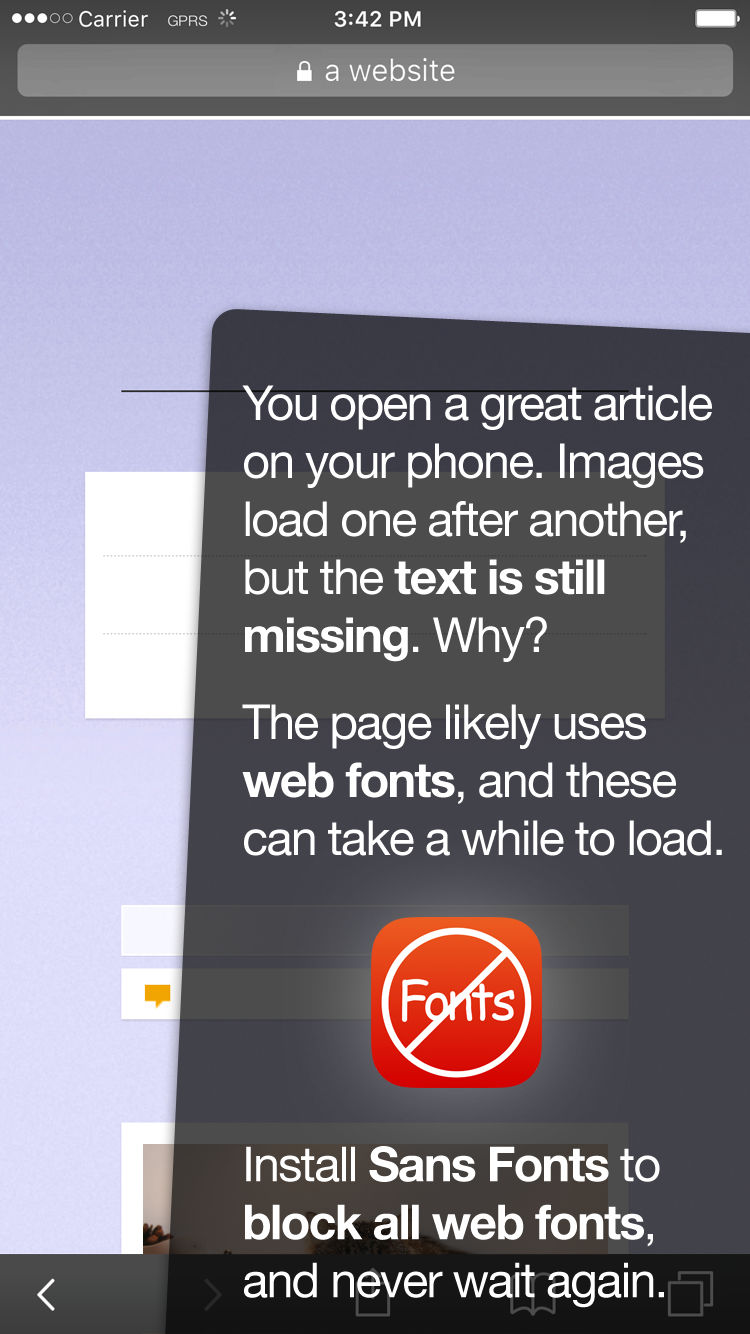 Carrier GPRS 3:42 PM
a website
You open a great article
on your phone. Images
load one after another,
but the text is still
missing. Why?
The page likely uses
web fonts, and these
can take a while to load.
Fonts
Install Sans Fonts to
block all web fonts,
and never wait again.